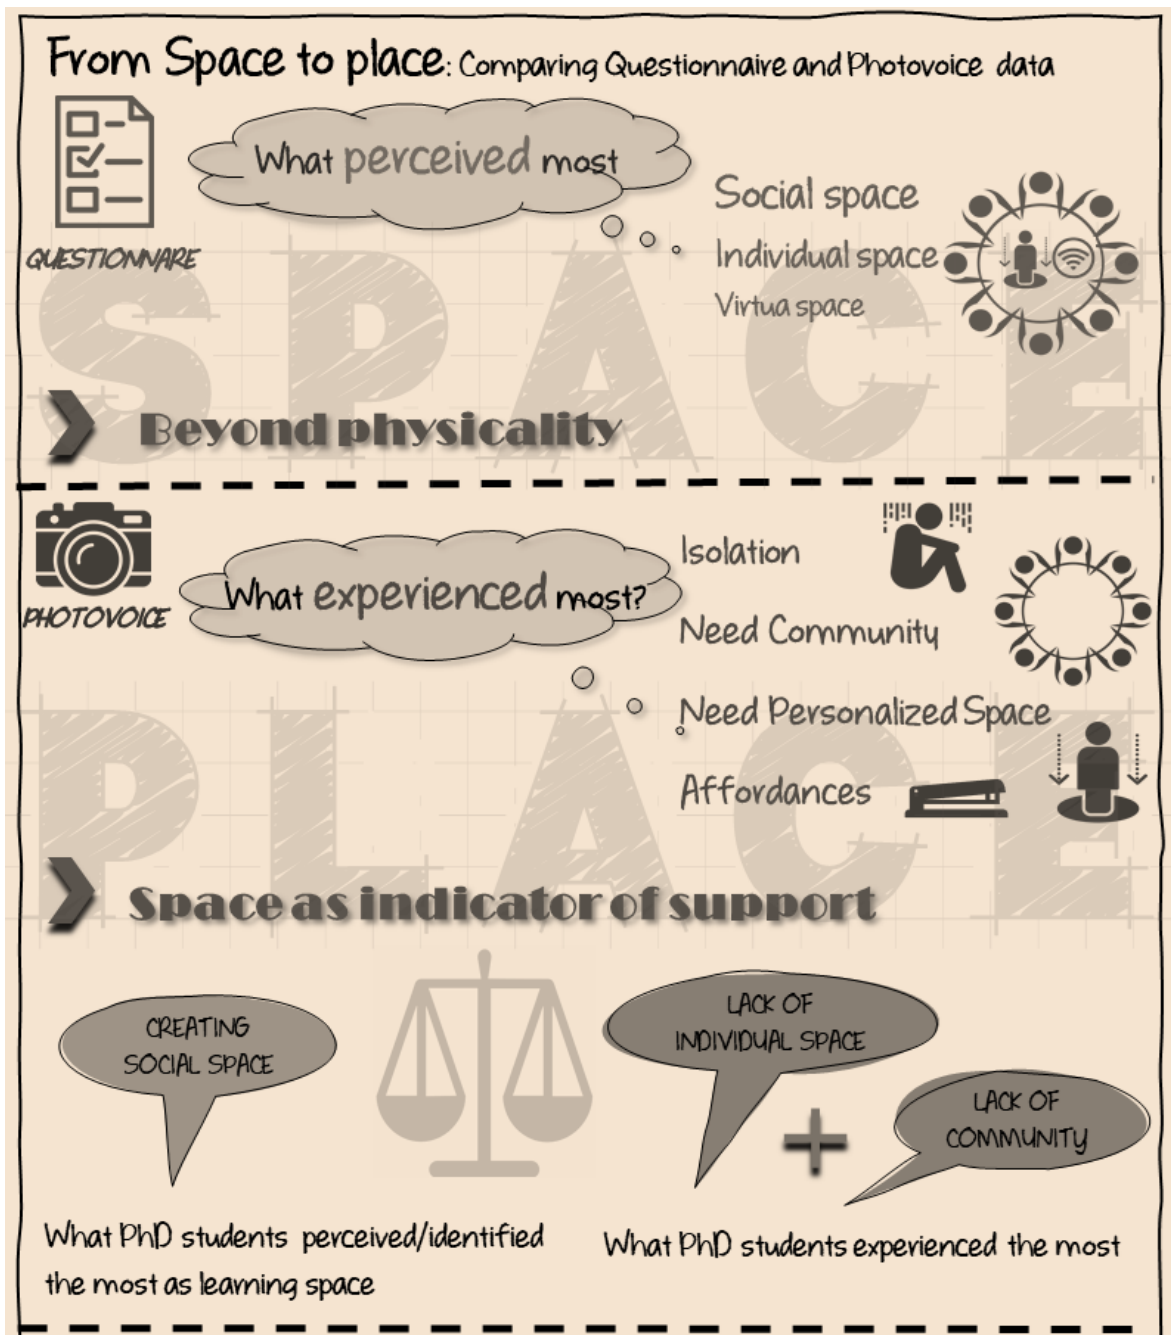 From Space to place: Comparing Questionnaire and Photovoice data
What perceived most
QUESTIONNARE
Social space
Individual space
Virtua space
SPACE
Beyond physicality
PHOTOVOICE
What experienced most?
Isolation
Need Community
Need Personalized Space
Affordances
PLACE
Space as indicator of support
CREATING
SOCIAL SPACE
LACK OF
INDIVIDUAL SPACE
LACK OF
COMMUNITY
What PhD students perceived/identified
the most as learning space
What PhD students experienced the most